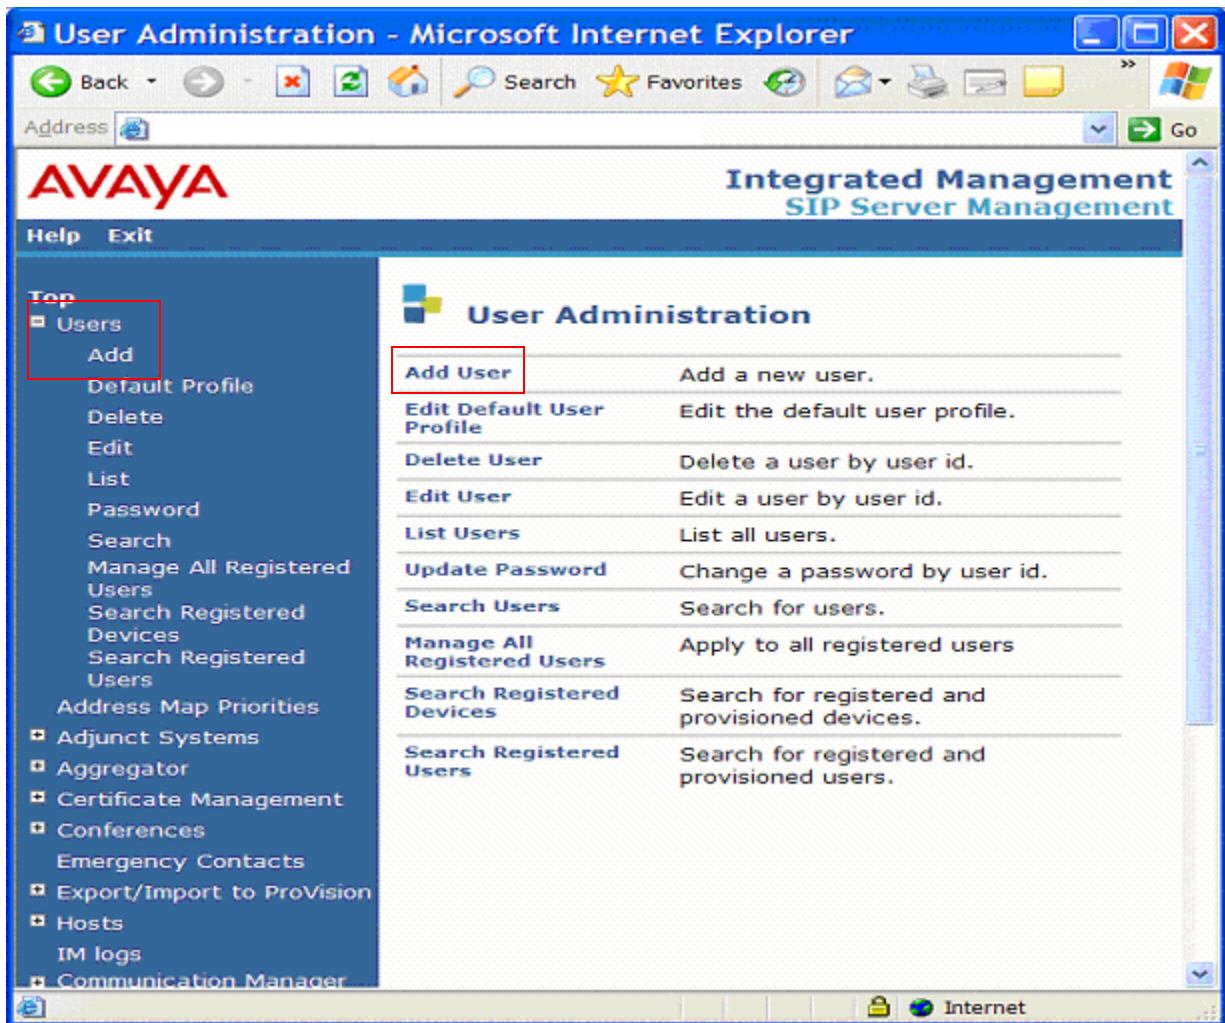 User Administration - Microsoft Internet Explorer
Back
Search
Favorites
»
Address
Go
AVAYA
Integrated Management
SIP Server Management
Help Exit
Top
Users
Add
Default Profile
Delete
Edit
List
Password
Search
Manage All Registered
Users
Search Registered
Devices
Search Registered
Users
Address Map Priorities
Adjunct Systems
Aggregator
Certificate Management
Conferences
Emergency Contacts
Export/Import to ProVision
Hosts
IM logs
Communication Manager
User Administration
Add User Add a new user.
Edit Default User Edit the default user profile.
Profile
Delete User Delete a user by user id.
Edit User Edit a user by user id.
List Users List all users.
Update Password Change a password by user id.
Search Users Search for users.
Manage All Apply to all registered users
Registered Users
Search Registered Search for registered and
Devices provisioned devices.
Search Registered Search for registered and
Users provisioned users.
Internet